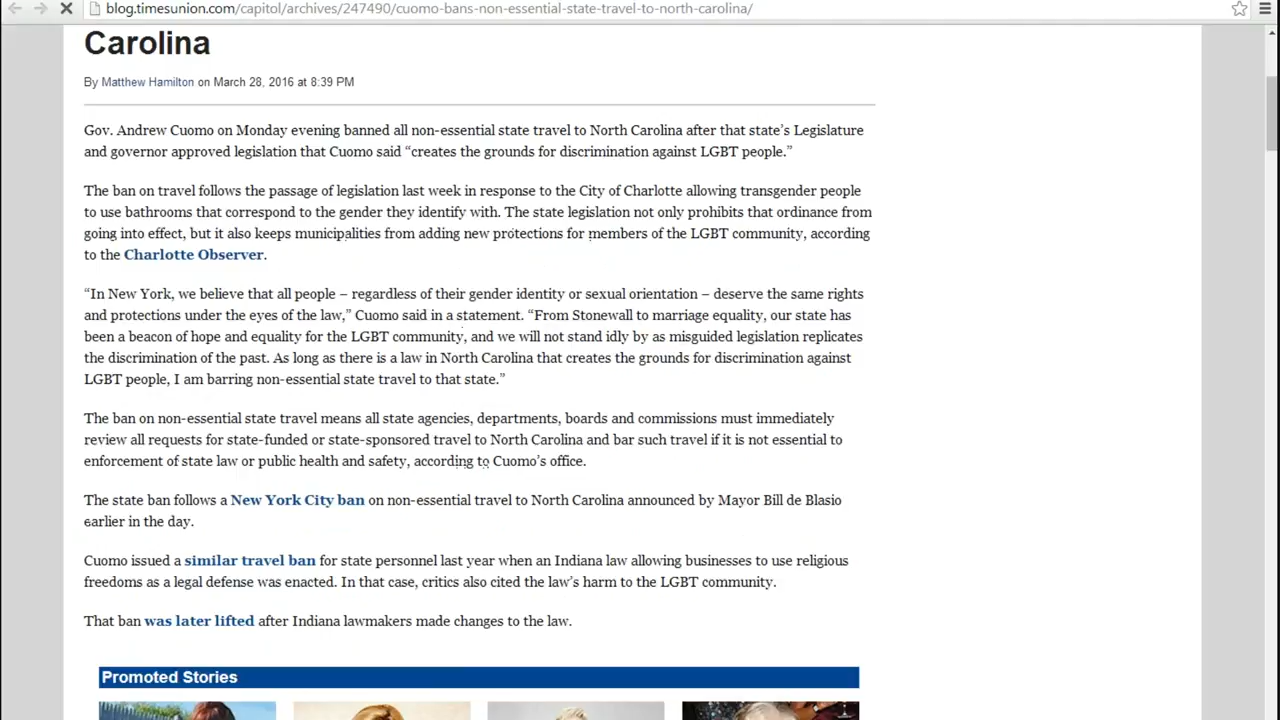 blog.timesunion.com/capitol/archives/247490/cuomo-bans-non-essential-state-travel-to-north-carolina/
Carolina
By Matthew Hamilton on March 28, 2016 at 8:39 PM
Gov. Andrew Cuomo on Monday evening banned all non-essential state travel to North Carolina after that state’s Legislature
and governor approved legislation that Cuomo said “creates the grounds for discrimination against LGBT people.”
The ban on travel follows the passage of legislation last week in response to the City of Charlotte allowing transgender people
to use bathrooms that correspond to the gender they identify with. The state legislation not only prohibits that ordinance from
going into effect, but it also keeps municipalities from adding new protections for members of the LGBT community, according
to the Charlotte Observer.
“In New York, we believe that all people – regardless of their gender identity or sexual orientation – deserve the same rights
and protections under the eyes of the law,” Cuomo said in a statement. “From Stonewall to marriage equality, our state has
been a beacon of hope and equality for the LGBT community, and we will not stand idly by as misguided legislation replicates
the discrimination of the past. As long as there is a law in North Carolina that creates the grounds for discrimination against
LGBT people, I am barring non-essential state travel to that state.”
The ban on non-essential state travel means all state agencies, departments, boards and commissions must immediately
review all requests for state-funded or state-sponsored travel to North Carolina and bar such travel if it is not essential to
enforcement of state law or public health and safety, according to Cuomo’s office.
The state ban follows a New York City ban on non-essential travel to North Carolina announced by Mayor Bill de Blasio
earlier in the day.
Cuomo issued a similar travel ban for state personnel last year when an Indiana law allowing businesses to use religious
freedoms as a legal defense was enacted. In that case, critics also cited the law’s harm to the LGBT community.
That ban was later lifted after Indiana lawmakers made changes to the law.
Promoted Stories